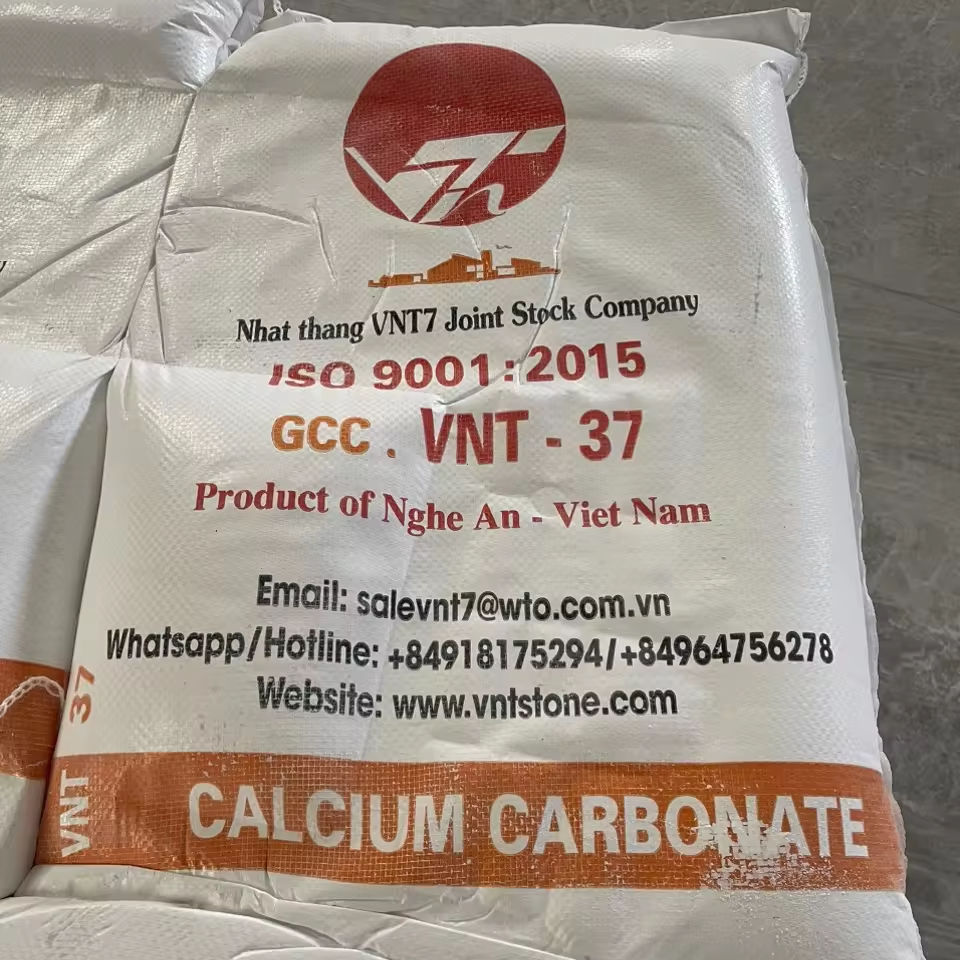 VT
Nhat thang VNT7 Joint Stock Company
ISO 9001:2015
GCC . VNT - 37
Product of Nghe An - Viet Nam
Email: salevnt7@wto.com.vn
Whatsapp/Hotline: +84918175294/+84964756278
Website: www.vntstone.com
VNT 37
CALCIUM CARBONATE